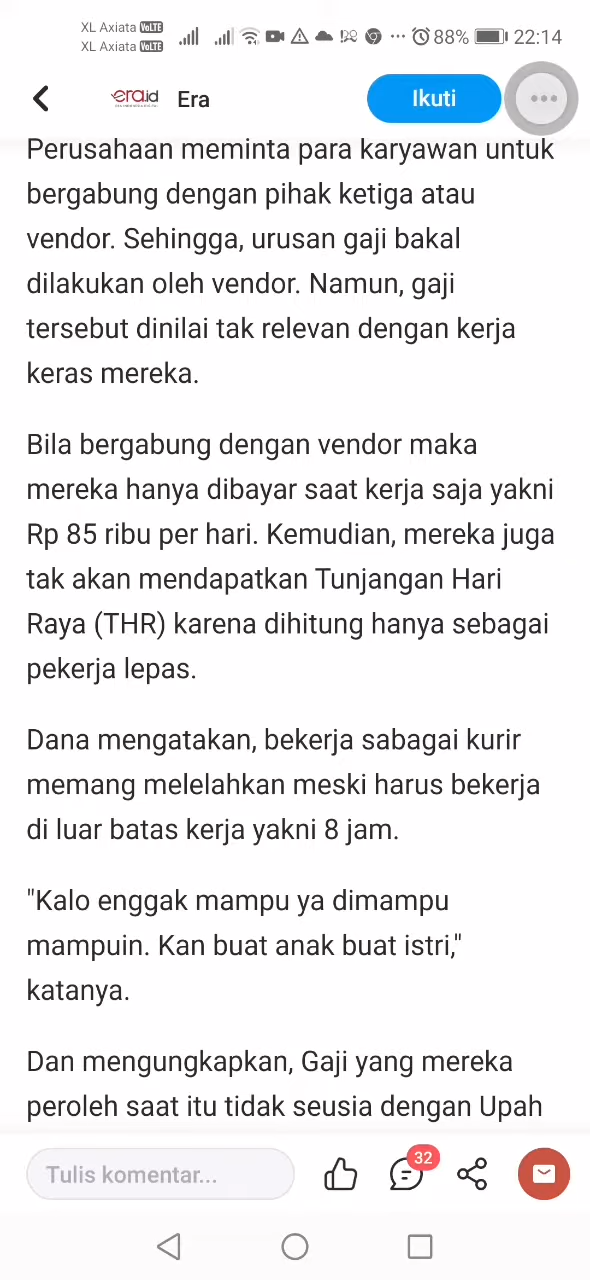 XL Axiata VoLTE
XL Axiata VoLTE
88% 22:14
era.id Era Ikuti
Perusahaan meminta para karyawan untuk
bergabung dengan pihak ketiga atau
vendor. Sehingga, urusan gaji bakal
dilakukan oleh vendor. Namun, gaji
tersebut dinilai tak relevan dengan kerja
keras mereka.
Bila bergabung dengan vendor maka
mereka hanya dibayar saat kerja saja yakni
Rp 85 ribu per hari. Kemudian, mereka juga
tak akan mendapatkan Tunjangan Hari
Raya (THR) karena dihitung hanya sebagai
pekerja lepas.
Dana mengatakan, bekerja sabagai kurir
memang melelahkan meski harus bekerja
di luar batas kerja yakni 8 jam.
"Kalo enggak mampu ya dimampu
mampuin. Kan buat anak buat istri,"
katanya.
Dan mengungkapkan, Gaji yang mereka
peroleh saat itu tidak seusia dengan Upah
Tulis komentar... 32